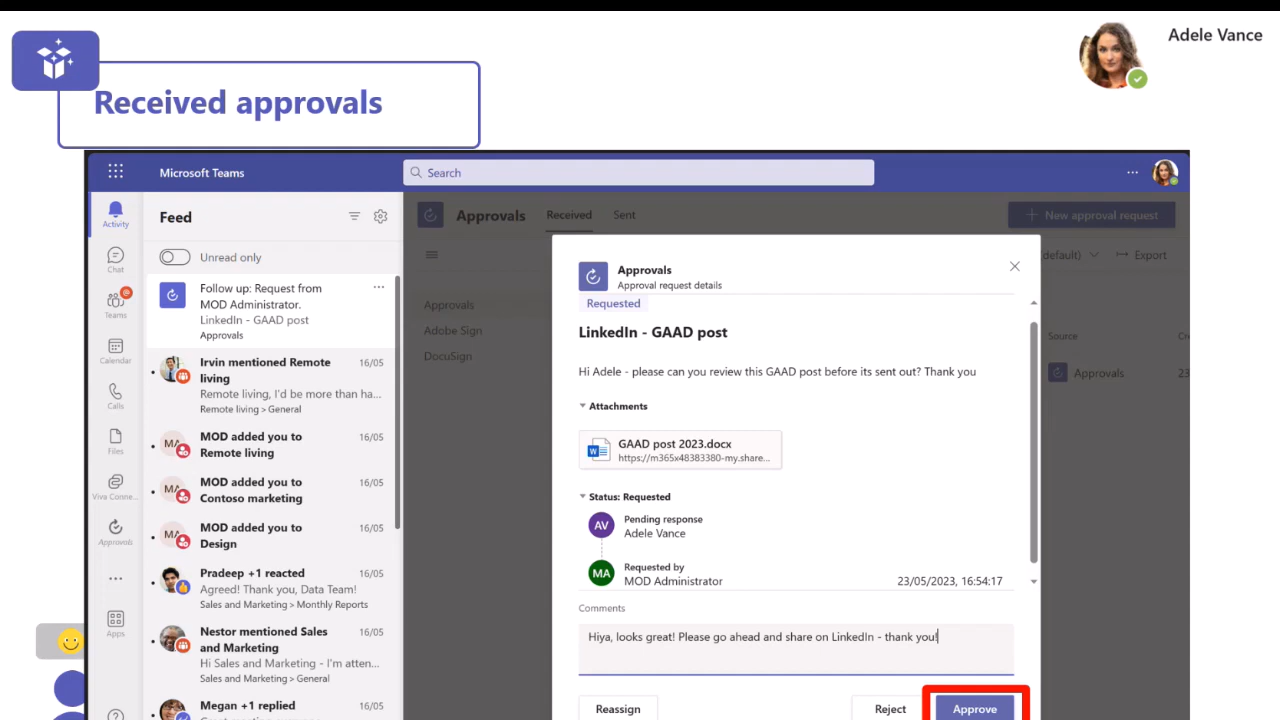 Adele Vance
Received approvals
Microsoft Teams
Search
Activity
Chat
Teams
Calendar
Calls
Files
Viva Conne...
Approvals
Apps
Feed
Unread only
Follow up: Request from
MOD Administrator.
LinkedIn - GAAD post
Approvals
Irvin mentioned Remote
living
16/05
Remote living, I'd be more than ha...
Remote living > General
MOD added you to
Remote living
16/05
MOD added you to
Contoso marketing
16/05
MOD added you to
Design
16/05
Pradeep +1 reacted
16/05
Agreed! Thank you, Data Team!
Sales and Marketing > Monthly Reports
Nestor mentioned Sales
and Marketing
16/05
Hi Sales and Marketing - I'm atten...
Sales and Marketing > General
Megan +1 replied
16/05
Approvals
Received
Sent
New approval request
default)
Export
Approvals
Adobe Sign
DocuSign
Source
Approvals
23
Approvals
Approval request details
Requested
LinkedIn - GAAD post
Hi Adele - please can you review this GAAD post before its sent out? Thank you
Attachments
GAAD post 2023.docx
https://m365x48383380-my.share...
Status: Requested
AV
Pending response
Adele Vance
MA
Requested by
MOD Administrator
23/05/2023, 16:54:17
Comments
Hiya, looks great! Please go ahead and share on LinkedIn - thank you!
Reassign
Reject
Approve